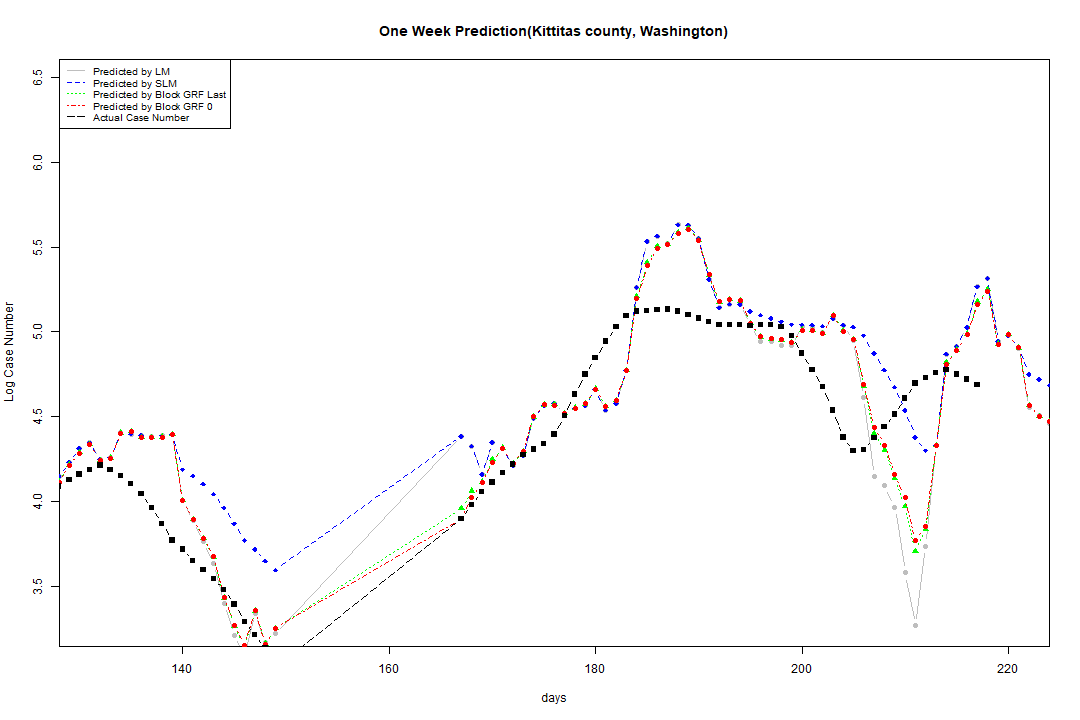 One Week Prediction(Kittitas county, Washington)
Predicted by LM
Predicted by SLM
Predicted by Block GRF Last
Predicted by Block GRF 0
Actual Case Number
6.5
6.0
5.5
5.0
4.5
4.0
3.5
Log Case Number
140 160 180 200 220
days